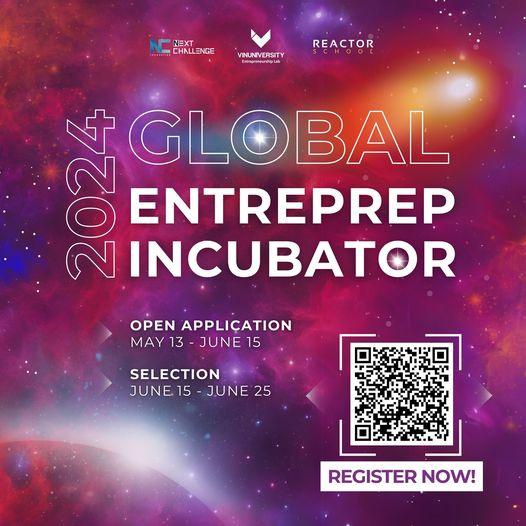 NEXT CHALLENGE
VINUNIVERSITY
Entrepreneurship Lab
REACTOR
SCHOOL
2024
GLOBAL
ENTREPREP
INCUBATOR
OPEN APPLICATION
MAY 13 - JUNE 15
SELECTION
JUNE 15 - JUNE 25
REGISTER NOW!